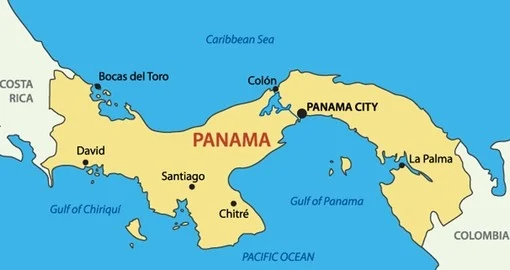 Caribbean Sea
COSTA
RICA
Bocas del Toro
Colón
PANAMA CITY
PANAMA
David
Santiago
La Palma
Gulf of Chiriquí
Chitré
Gulf of Panama
COLOMBIA
PACIFIC OCEAN